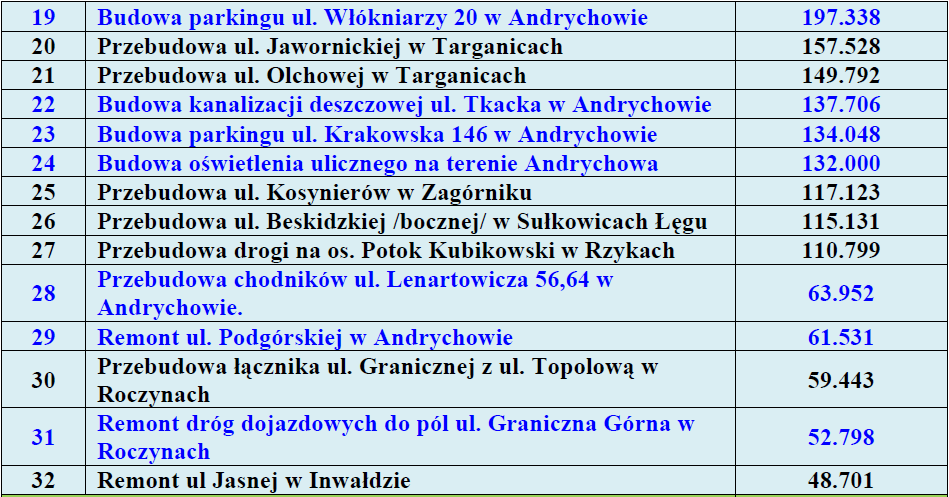 19 Budowa parkingu ul. Włókniarzy 20 w Andrychowie 197.338
20 Przebudowa ul. Jawornickiej w Targanicach 157.528
21 Przebudowa ul. Olchowej w Targanicach 149.792
22 Budowa kanalizacji deszczowej ul. Tkacka w Andrychowie 137.706
23 Budowa parkingu ul. Krakowska 146 w Andrychowie 134.048
24 Budowa oświetlenia ulicznego na terenie Andrychowa 132.000
25 Przebudowa ul. Kosynierów w Zagórniku 117.123
26 Przebudowa ul. Beskidzkiej /bocznej/ w Sułkowicach Łęgu 115.131
27 Przebudowa drogi na os. Potok Kubikowski w Rzykach 110.799
28 Przebudowa chodników ul. Lenartowicza 56,64 w
Andrychowie. 63.952
29 Remont ul. Podgórskiej w Andrychowie 61.531
30 Przebudowa łącznika ul. Granicznej z ul. Topolową w
Roczynach 59.443
31 Remont dróg dojazdowych do pól ul. Graniczna Górna w
Roczynach 52.798
32 Remont ul Jasnej w Inwałdzie 48.701